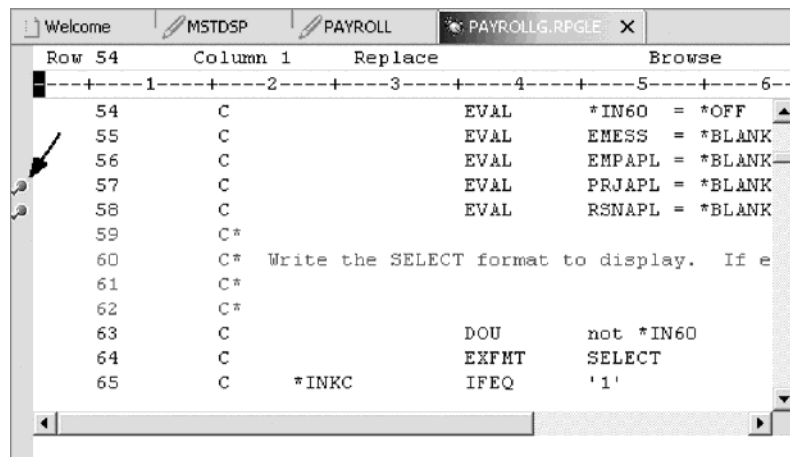 Welcome MSTDSP PAYROLL PAYROLLG.RPGLE X
Row 54 Column 1 Replace Browse
----+----1----+----2----+----3----+----4----+----5----+----6--
54 C EVAL *IN60 = *OFF
55 C EVAL EMESS = *BLANK
56 C EVAL EMPAPL = *BLANK
57 C EVAL PRJAPL = *BLANK
58 C EVAL RSNAPL = *BLANK
59 C*
60 C* Write the SELECT format to display. If e
61 C*
62 C*
63 C DOU not *IN60
64 C EXFMT SELECT
65 C *INKC IFEQ '1'